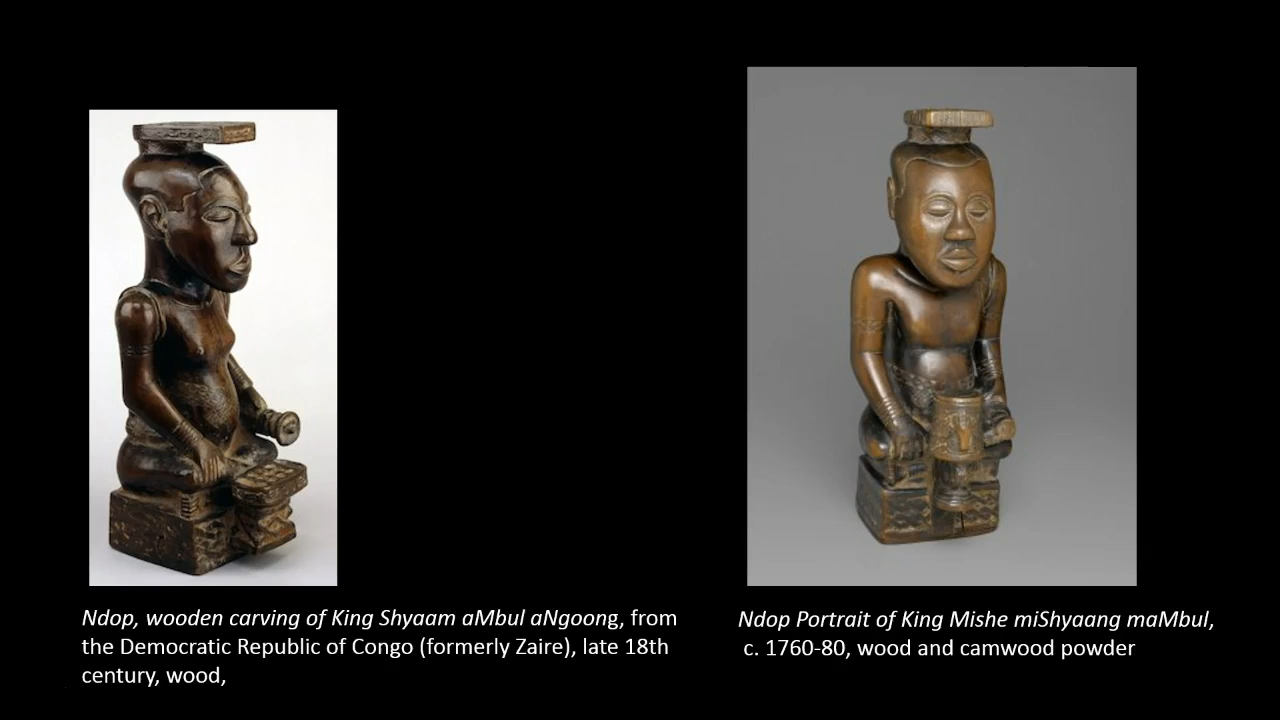 Ndop, wooden carving of King Shyaam aMbul aNgoong, from
the Democratic Republic of Congo (formerly Zaire), late 18th
century, wood,
Ndop Portrait of King Mishe miShyaang maMbul,
c. 1760-80, wood and camwood powder